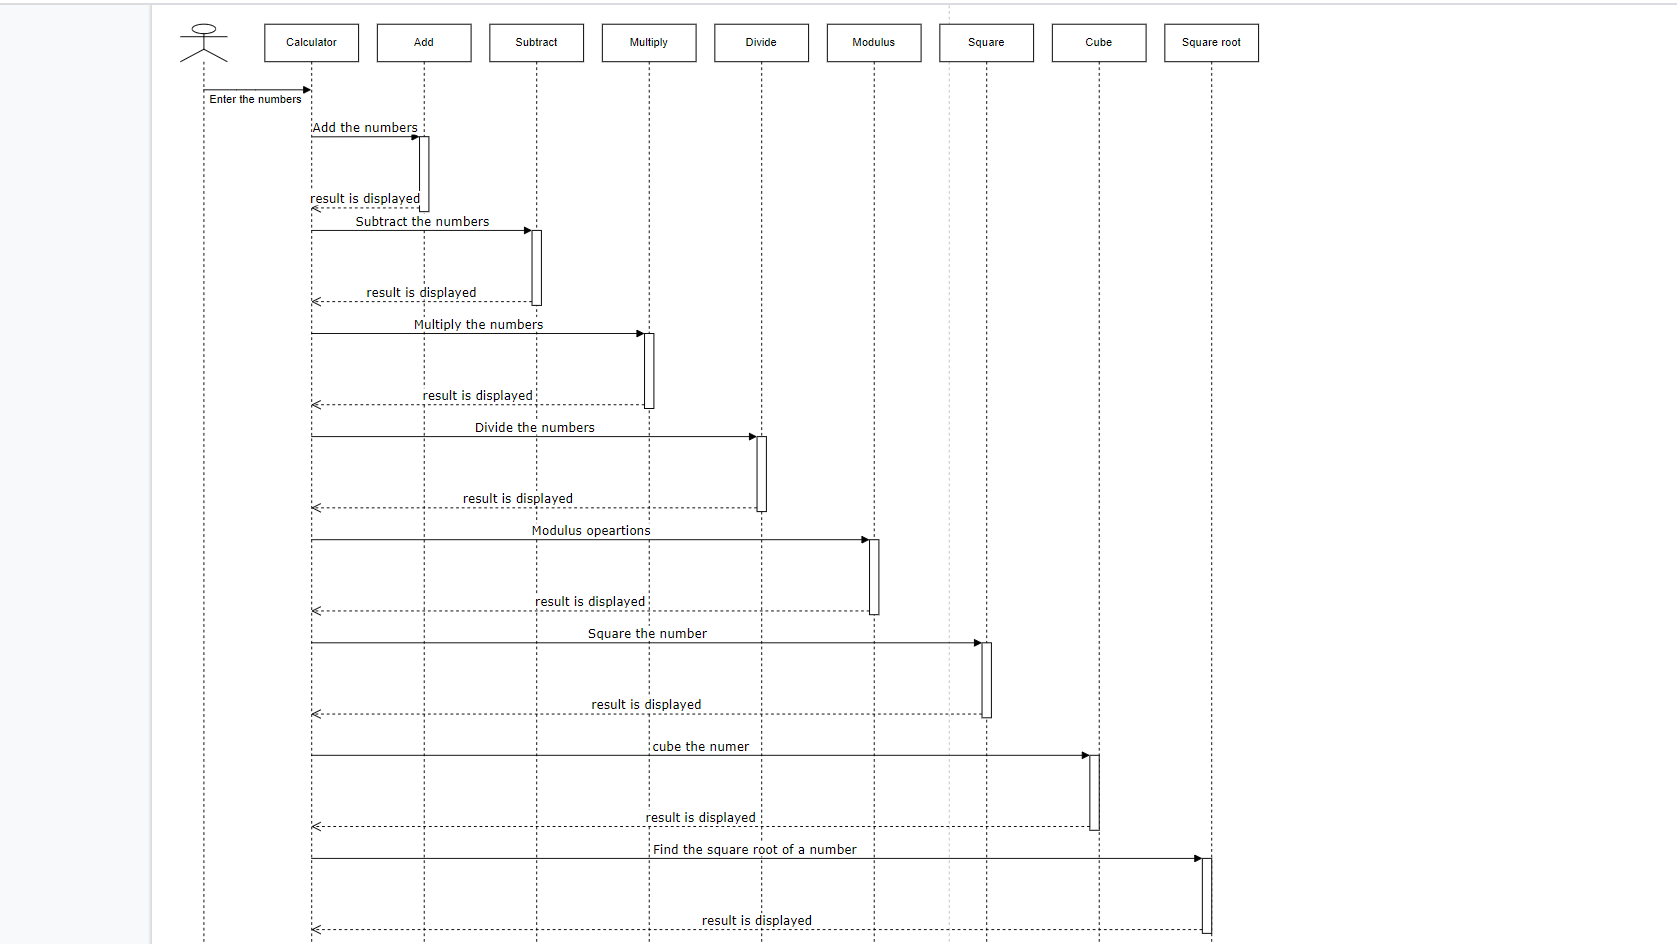 Calculator
Add
Subtract
Multiply
Divide
Modulus
Square
Cube
Square root
Enter the numbers
Add the numbers
result is displayed
Subtract the numbers
result is displayed
Multiply the numbers
result is displayed
Divide the numbers
result is displayed
Modulus opeartions
result is displayed
Square the number
result is displayed
cube the numer
result is displayed
Find the square root of a number
result is displayed